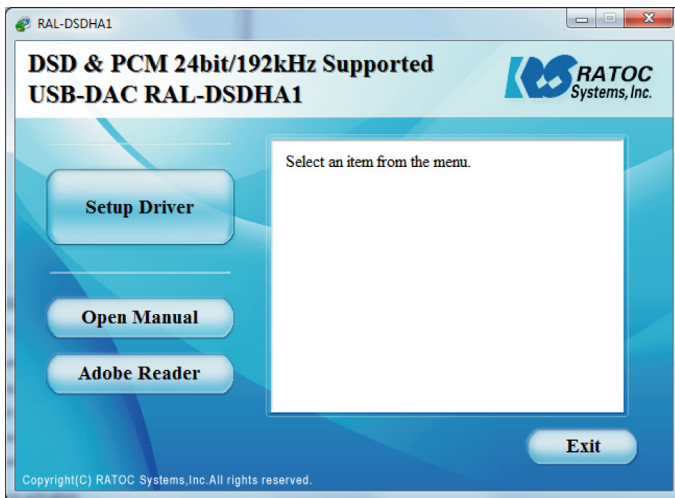 RAL-DSDHA1
DSD & PCM 24bit/192kHz Supported
USB-DAC RAL-DSDHA1
RATOC
Systems, Inc.
Select an item from the menu.
Setup Driver
Open Manual
Adobe Reader
Exit
Copyright(C) RATOC Systems,Inc.All rights reserved.